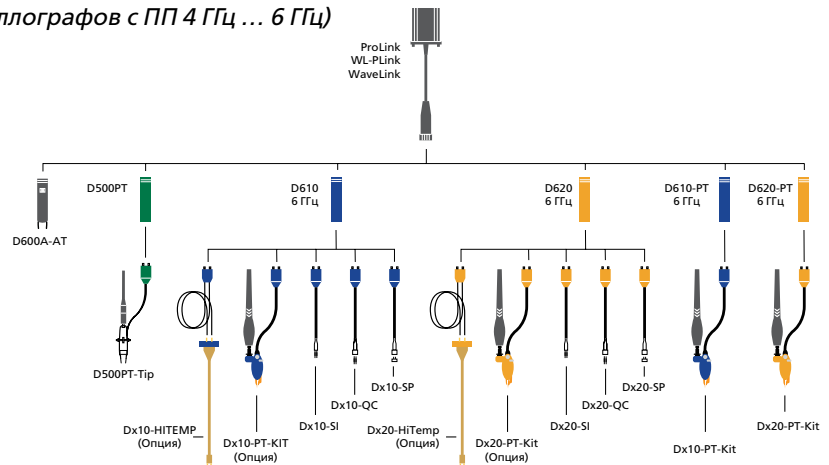 ллографов с ПП 4 ГГц … 6 ГГц)
ProLink
WL-PLink
WaveLink
D500PT
D610
6 ГГц
D620
6 ГГц
D610-PT
6 ГГц
D620-PT
6 ГГц
D600A-AT
D500PT-Tip
Dx10-SP
Dx20-SP
Dx10-QC
Dx20-QC
Dx10-HITEMP
(Опция)
Dx10-PT-KIT
(Опция)
Dx10-SI
Dx20-HiTemp
(Опция)
Dx20-PT-Kit
(Опция)
Dx20-SI
Dx10-PT-Kit
Dx20-PT-Kit